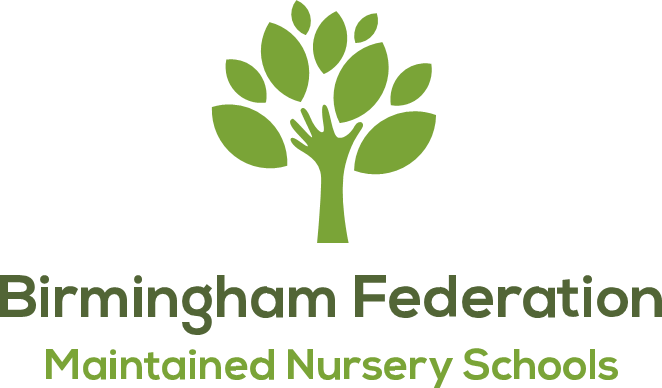 Birmingham Federation
Maintained Nursery Schools